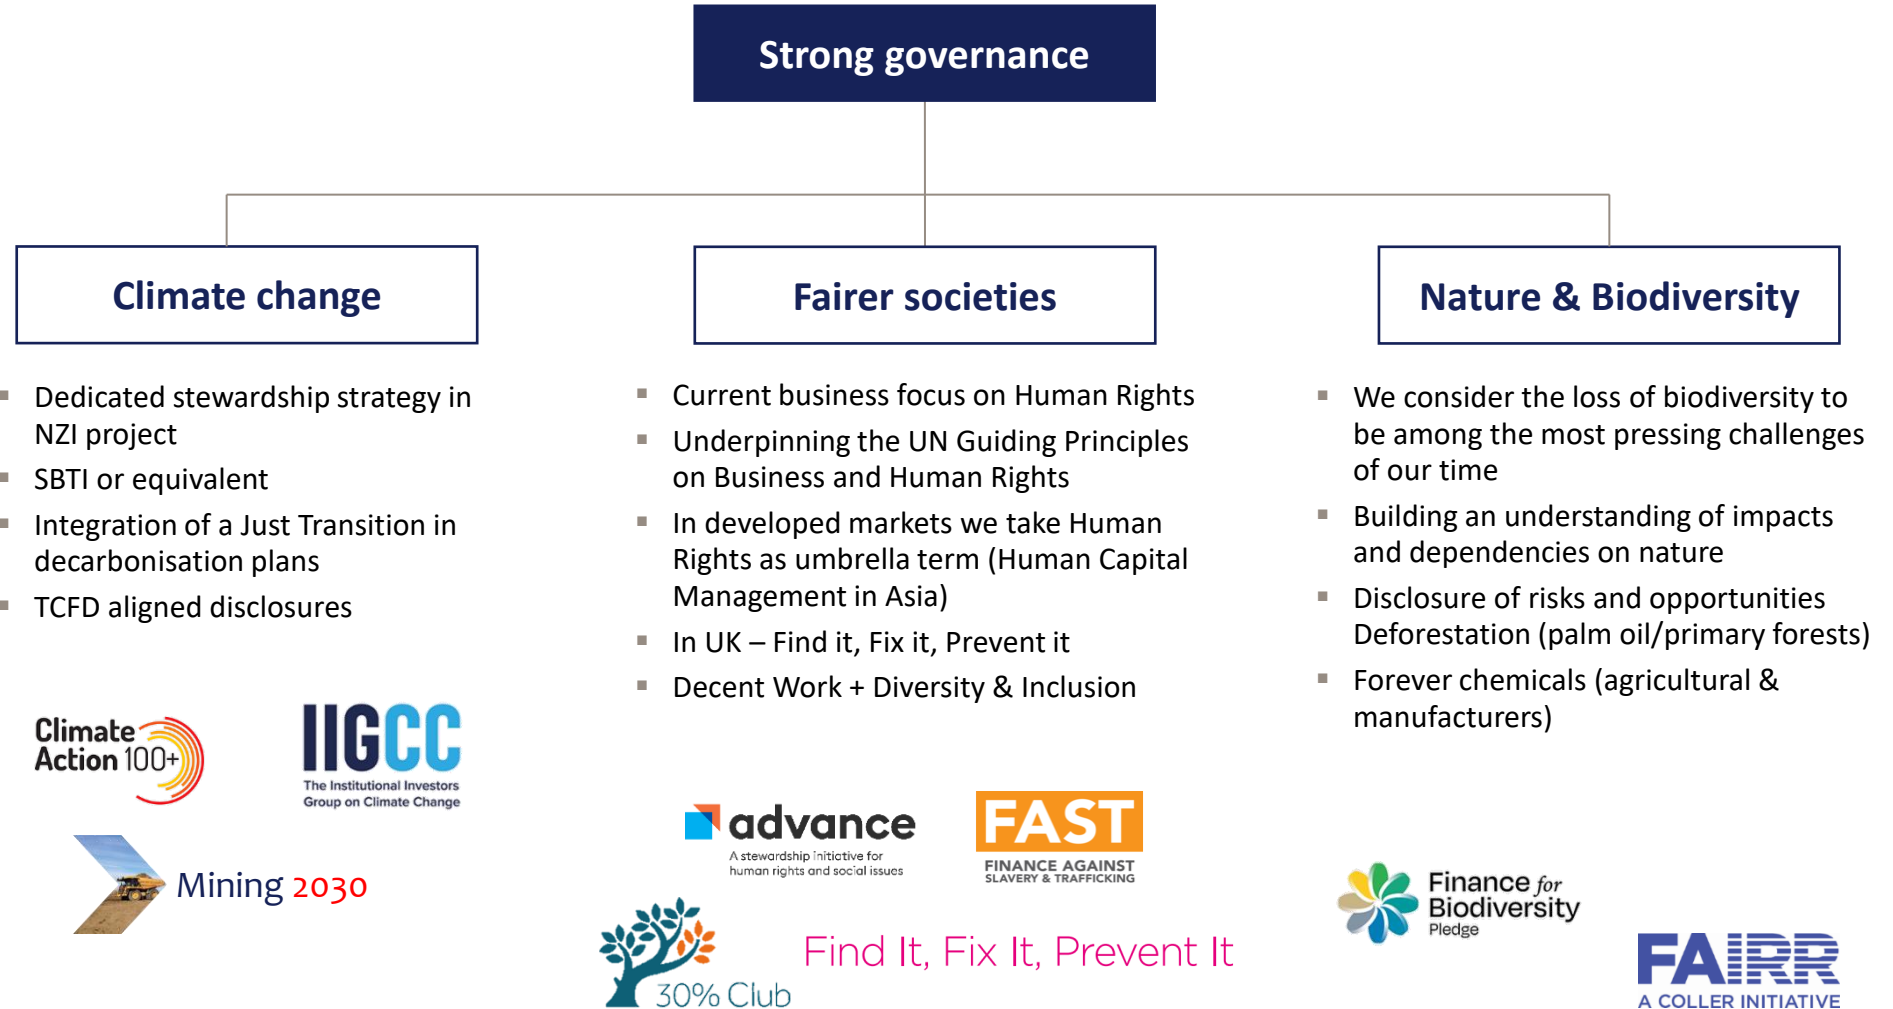 Strong governance
Climate change
Dedicated stewardship strategy in
NZI project
SBTI or equivalent
Integration of a Just Transition in
decarbonisation plans
TCFD aligned disclosures
Climate
Action 100+
IIGCC
The Institutional Investors
Group on Climate Change
Mining 2030
Fairer societies
Current business focus on Human Rights
Underpinning the UN Guiding Principles
on Business and Human Rights
In developed markets we take Human
Rights as umbrella term (Human Capital
Management in Asia)
In UK – Find it, Fix it, Prevent it
Decent Work + Diversity & Inclusion
advance
A stewardship initiative for
human rights and social issues
FAST
FINANCE AGAINST
SLAVERY & TRAFFICKING
30% Club
Find It, Fix It, Prevent It
Nature & Biodiversity
We consider the loss of biodiversity to
be among the most pressing challenges
of our time
Building an understanding of impacts
and dependencies on nature
Disclosure of risks and opportunities
Deforestation (palm oil/primary forests)
Forever chemicals (agricultural &
manufacturers)
Finance for
Biodiversity
Pledge
FAIRR
A COLLER INITIATIVE